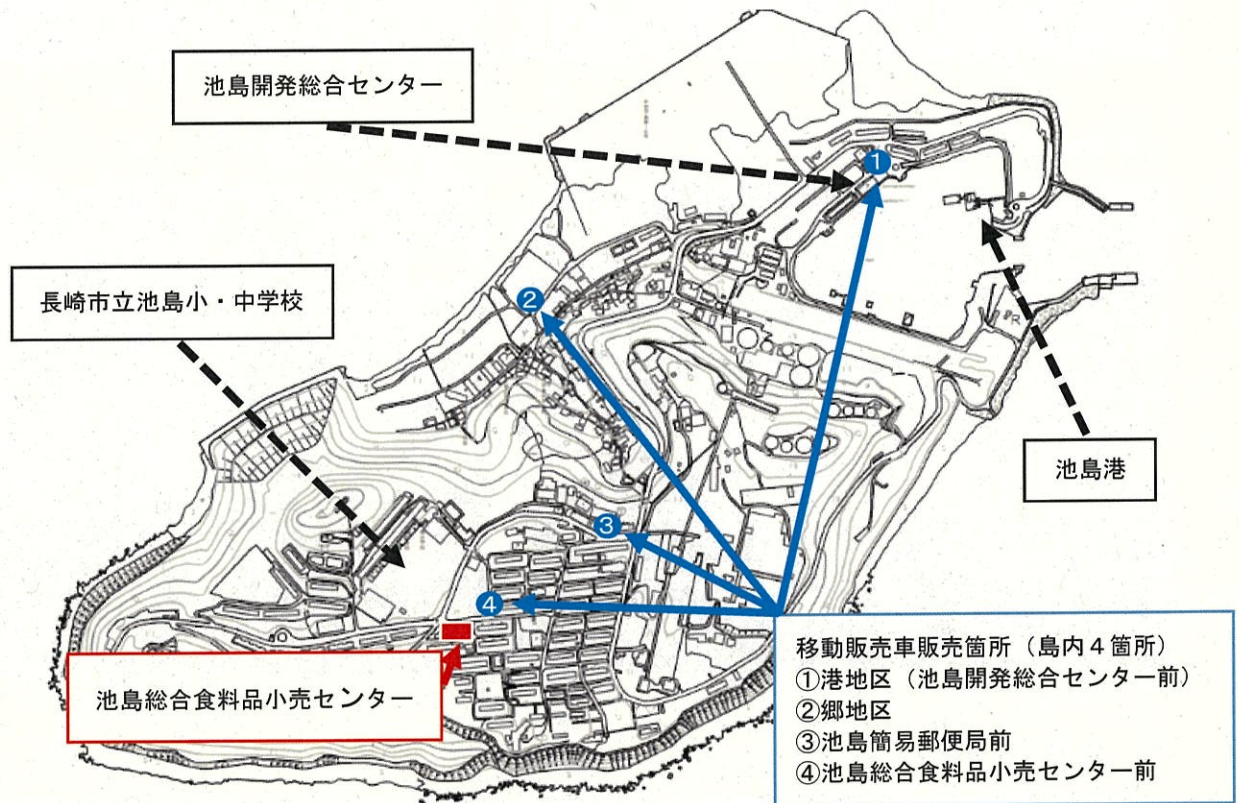 池島開発総合センター
①
長崎市立池島小・中学校
②
池島港
③
④
池島総合食料品小売センター
移動販売車販売箇所（島内４箇所）
①港地区（池島開発総合センター前）
②郷地区
③池島簡易郵便局前
④池島総合食料品小売センター前